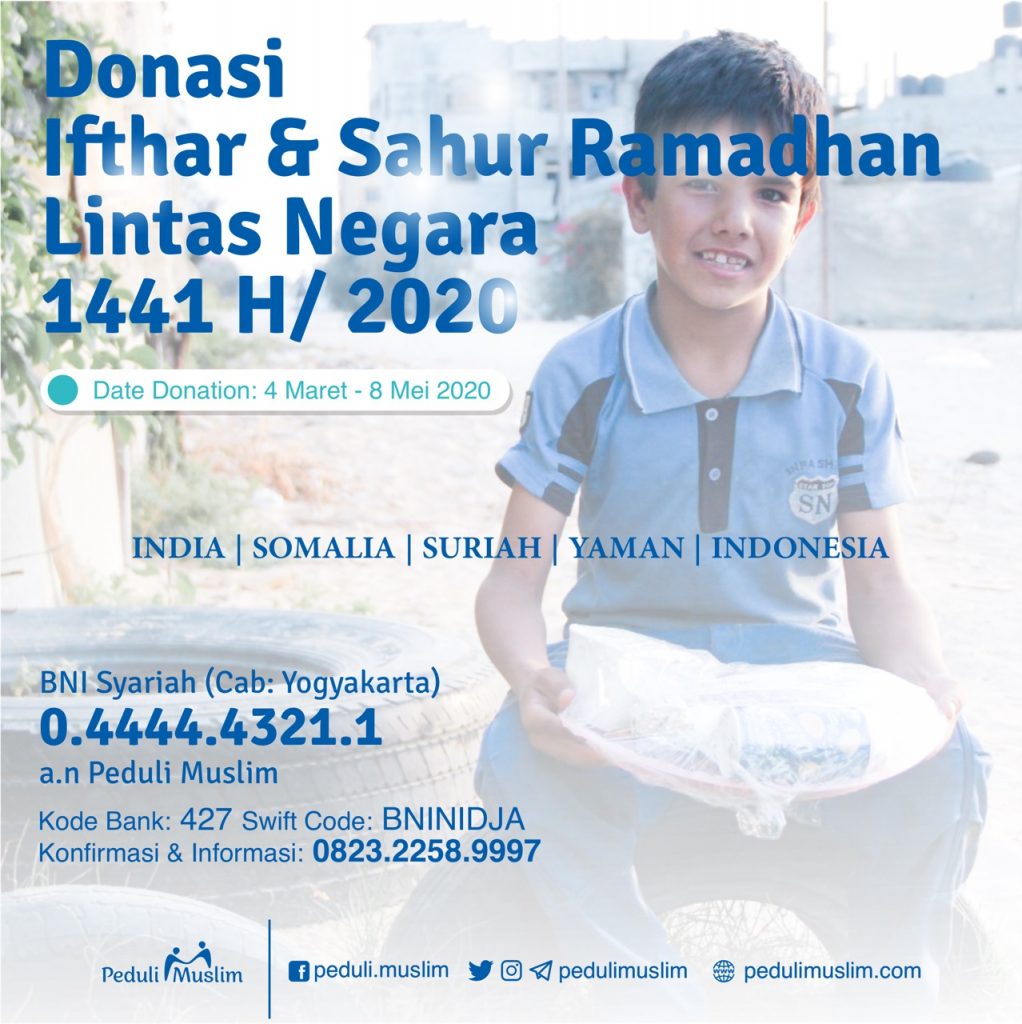 Donasi
Ifthar & Sahur Ramadhan
Lintas Negara
1441 H/ 2020
Date Donation: 4 Maret - 8 Mei 2020
SN
INDIA | SOMALIA | SURIAH | YAMAN | INDONESIA
BNI Syariah (Cab: Yogyakarta)
0.4444.4321.1
a.n Peduli Muslim
Kode Bank: 427 Swift Code: BNINIDJA
Konfirmasi & Informasi: 0823.2258.9997
Peduli Muslim
peduli.muslim
pedulimuslim
pedulimuslim.com